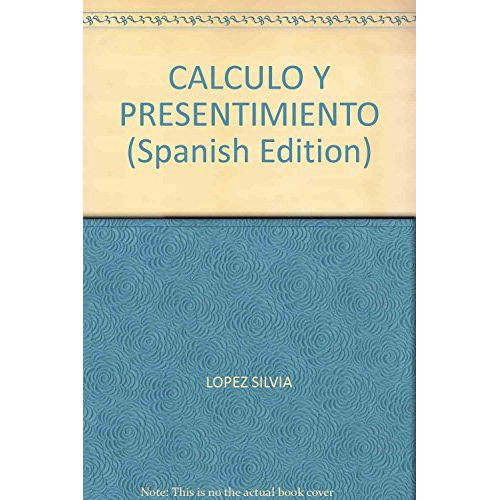 CALCULO Y
PRESENTIMIENTO
(Spanish Edition)
LOPEZ SILVIA
Note: This is no the actual book cover